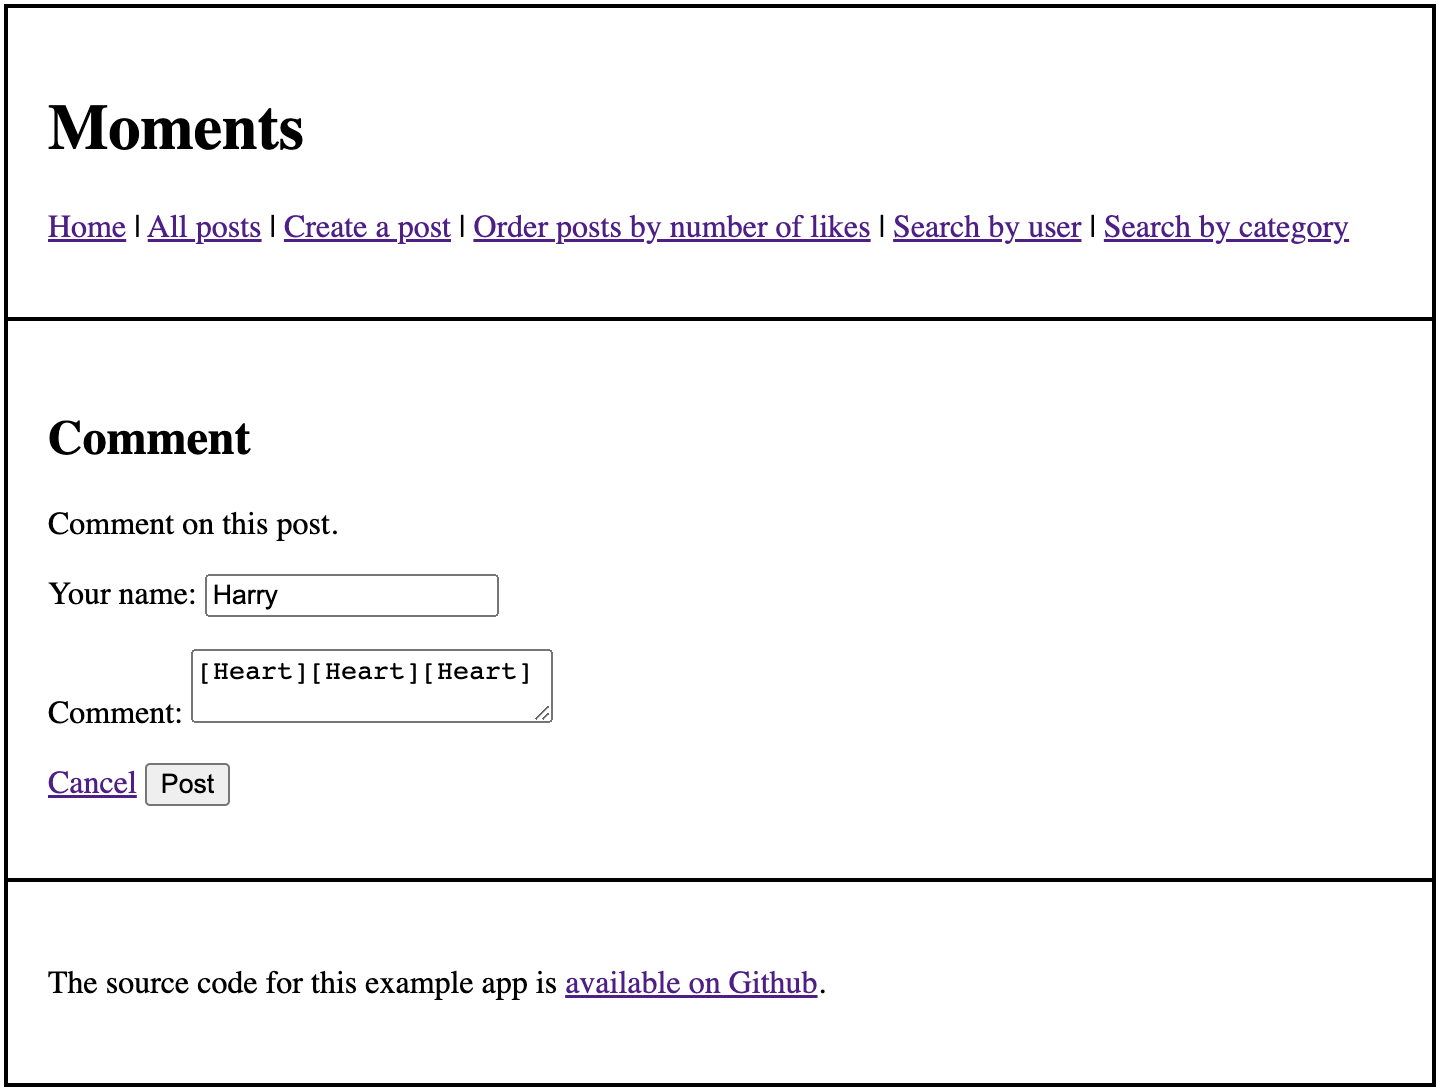 Moments
Home | All posts | Create a post | Order posts by number of likes | Search by user | Search by category
Comment
Comment on this post.
Your name: Harry
Comment: [Heart][Heart][Heart]
Cancel Post
The source code for this example app is available on Github.